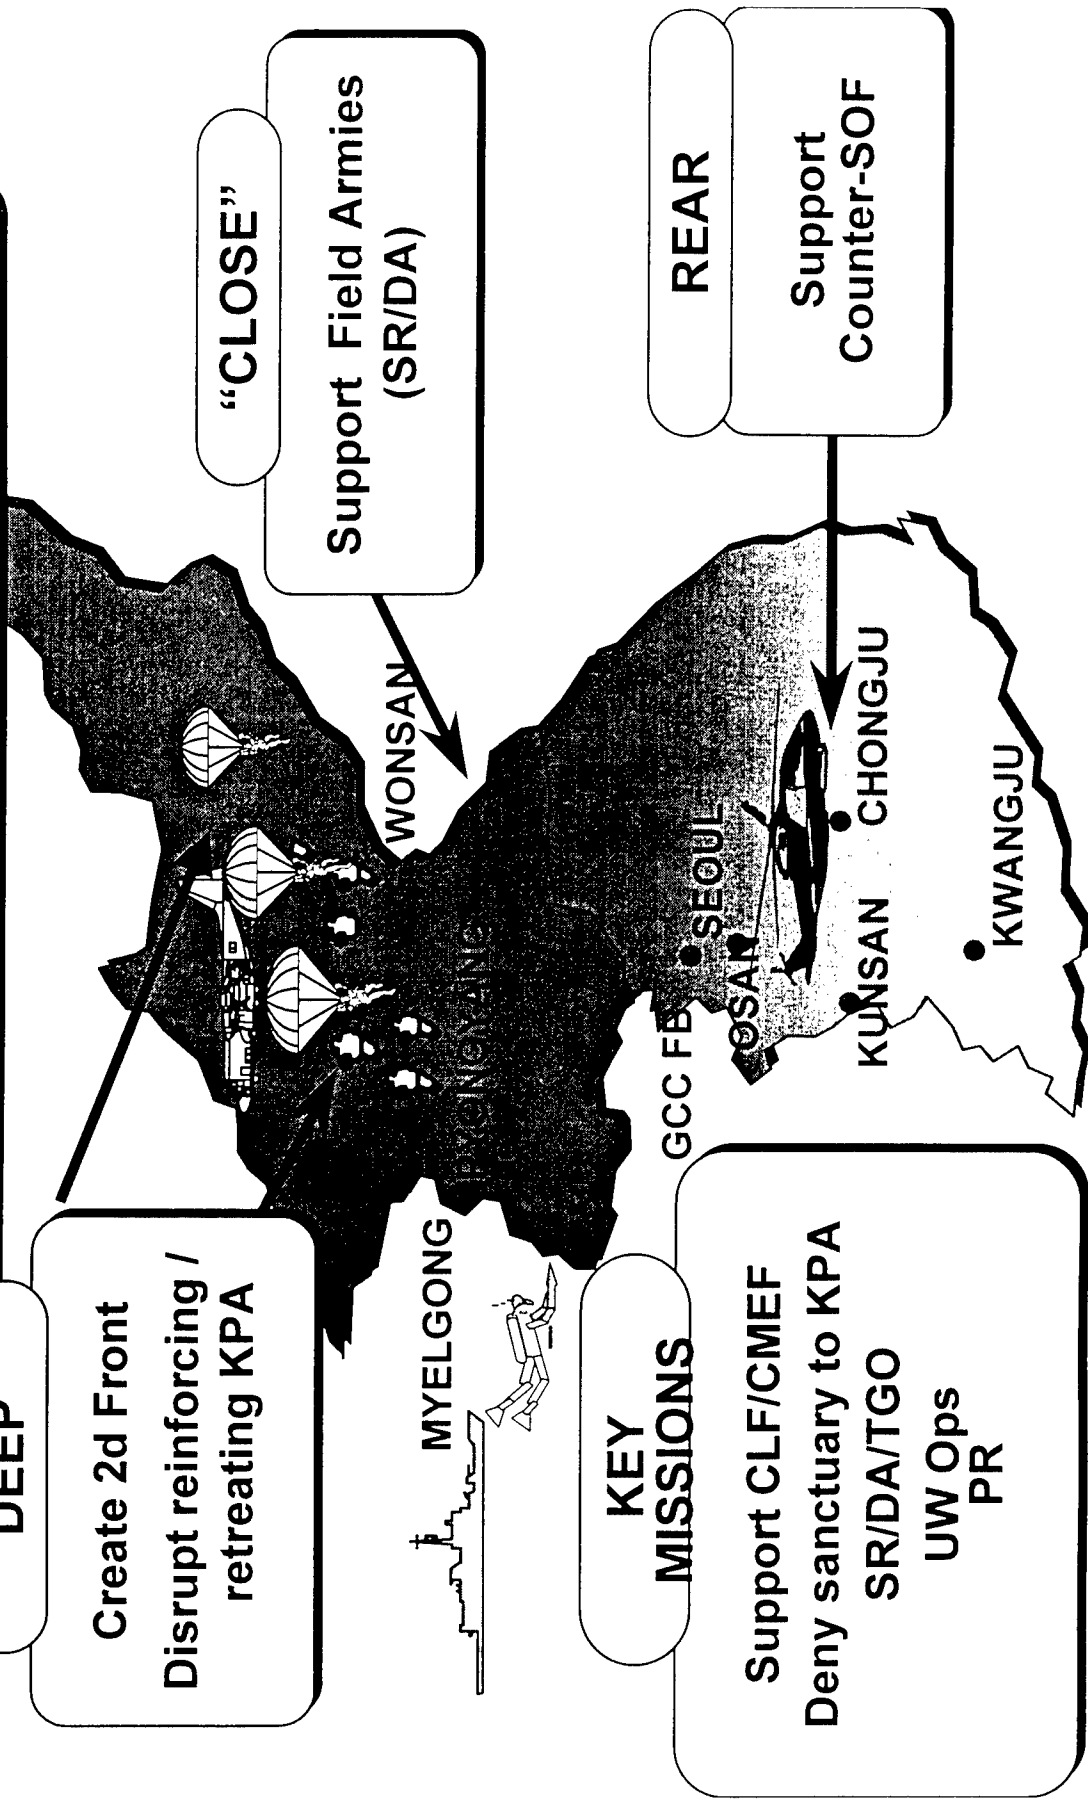 DEEP
Create 2d Front
Disrupt reinforcing /
retreating KPA
“CLOSE”
Support Field Armies
(SR/DA)
WONSAN
PYONGYANG
MYELGONG
REAR
Support
Counter-SOF
GCC FB
SEOUL
OSAN
CHONGJU
KUNSAN
KWANGJU
KEY
MISSIONS
Support CLF/CMEF
Deny sanctuary to KPA
SR/DA/TGO
UW Ops
PR